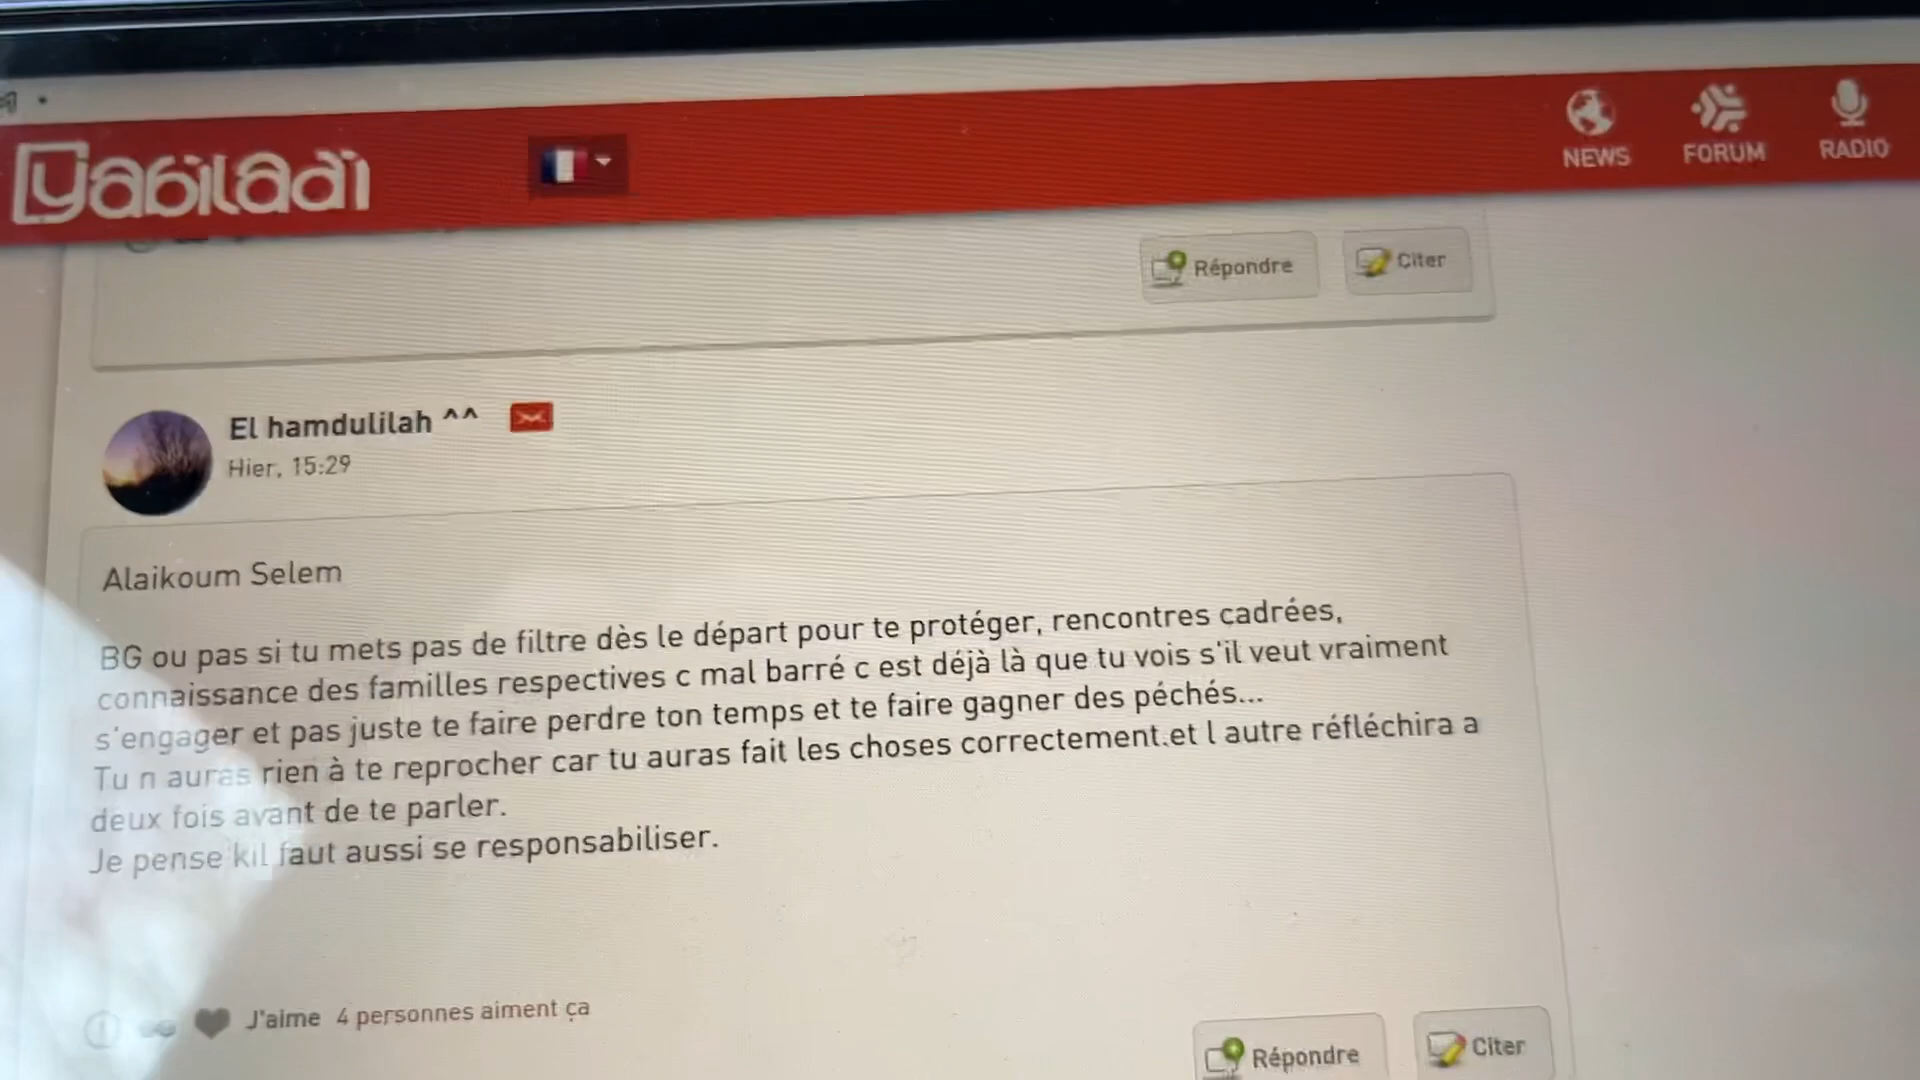 yabiladi
NEWS
FORUM
RADIO
Répondre
Citer
El hamdulilah ^^
Hier, 15:29
Alaikoum Selem
BG ou pas si tu mets pas de filtre dès le départ pour te protéger, rencontres cadrées,
connaissance des familles respectives c mal barré c est déjà là que tu vois s'il veut vraiment
s'engager et pas juste te faire perdre ton temps et te faire gagner des péchés...
Tu n auras rien à te reprocher car tu auras fait les choses correctement.et l autre réfléchira a
deux fois avant de te parler.
Je pense kil faut aussi se responsabiliser.
J'aime 4 personnes aiment ça
Répondre
Citer